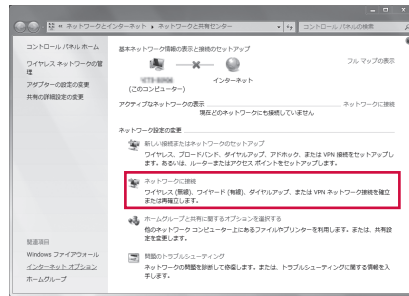 « ネットワークとインターネット ▸ ネットワークと共有センター
コントロール パネルの検索
コントロール パネル ホーム
ワイヤレス ネットワークの管
理
アダプターの設定の変更
共有の詳細設定の変更
基本ネットワーク情報の表示と接続のセットアップ
フル マップの表示
(このコンピューター)
インターネット
アクティブなネットワークの表示
ネットワークに接続
現在どのネットワークにも接続していません
ネットワーク設定の変更
新しい接続またはネットワークのセットアップ
ワイヤレス、ブロードバンド、ダイヤルアップ、アドホック、または VPN 接続をセットアップし
ます。あるいは、ルーターまたはアクセス ポイントをセットアップします。
ネットワークに接続
ワイヤレス (無線)、ワイヤード (有線)、ダイヤルアップ、または VPN ネットワーク接続を確立
または再確立します。
ホームグループと共有に関するオプションを選択する
他のネットワーク コンピューター上にあるファイルやプリンターを利用します。または、共有設
定を変更します。
問題のトラブルシューティング
ネットワークの問題を診断して修復します。または、トラブルシューティングに関する情報を入
手します。
関連項目
Windows ファイアウォール
インターネット オプション
ホームグループ